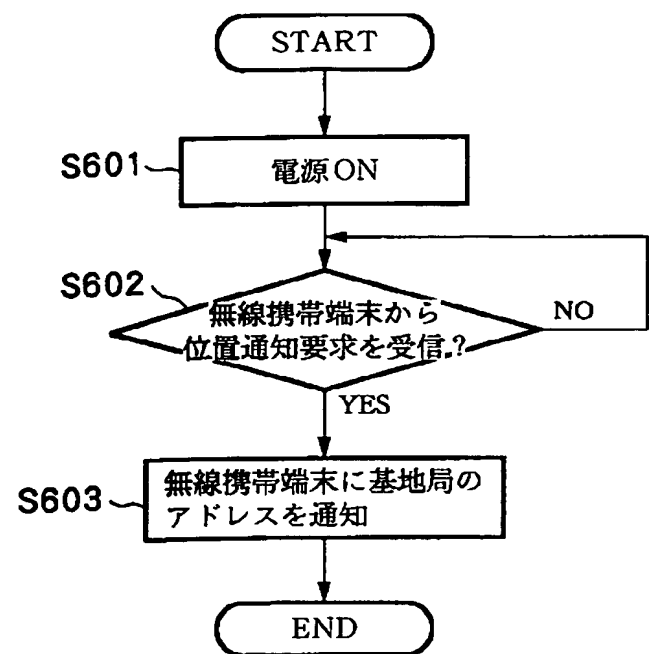 START
S601
電源ON
S602
無線携帯端末から
位置通知要求を受信?
NO
YES
S603
無線携帯端末に基地局の
アドレスを通知
END